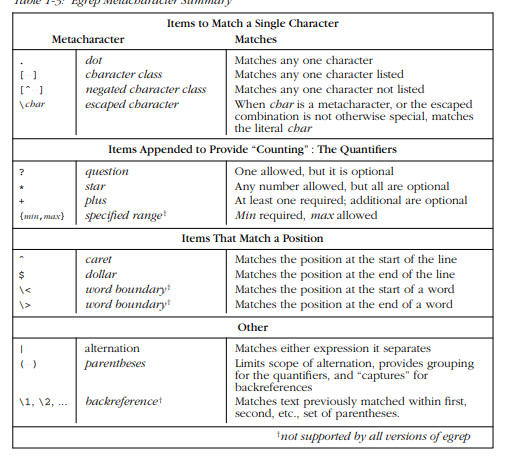 Table 1-3: Egrep Metacharacter Summary
Items to Match a Single Character
Metacharacter Matches
. dot Matches any one character
[ ] character class Matches any one character listed
[^ ] negated character class Matches any one character not listed
\char escaped character When char is a metacharacter, or the escaped
combination is not otherwise special, matches
the literal char
Items Appended to Provide “Counting” : The Quantifiers
? question One allowed, but it is optional
* star Any number allowed, but all are optional
+ plus At least one required; additional are optional
{min,max} specified range† Min required, max allowed
Items That Match a Position
^ caret Matches the position at the start of the line
$ dollar Matches the position at the end of the line
\< word boundary† Matches the position at the start of a word
\> word boundary† Matches the position at the end of a word
Other
| alternation Matches either expression it separates
( ) parentheses Limits scope of alternation, provides grouping
for the quantifiers, and “captures” for
backreferences
\1, \2, ... backreference† Matches text previously matched within first,
second, etc., set of parentheses.
†not supported by all versions of egrep